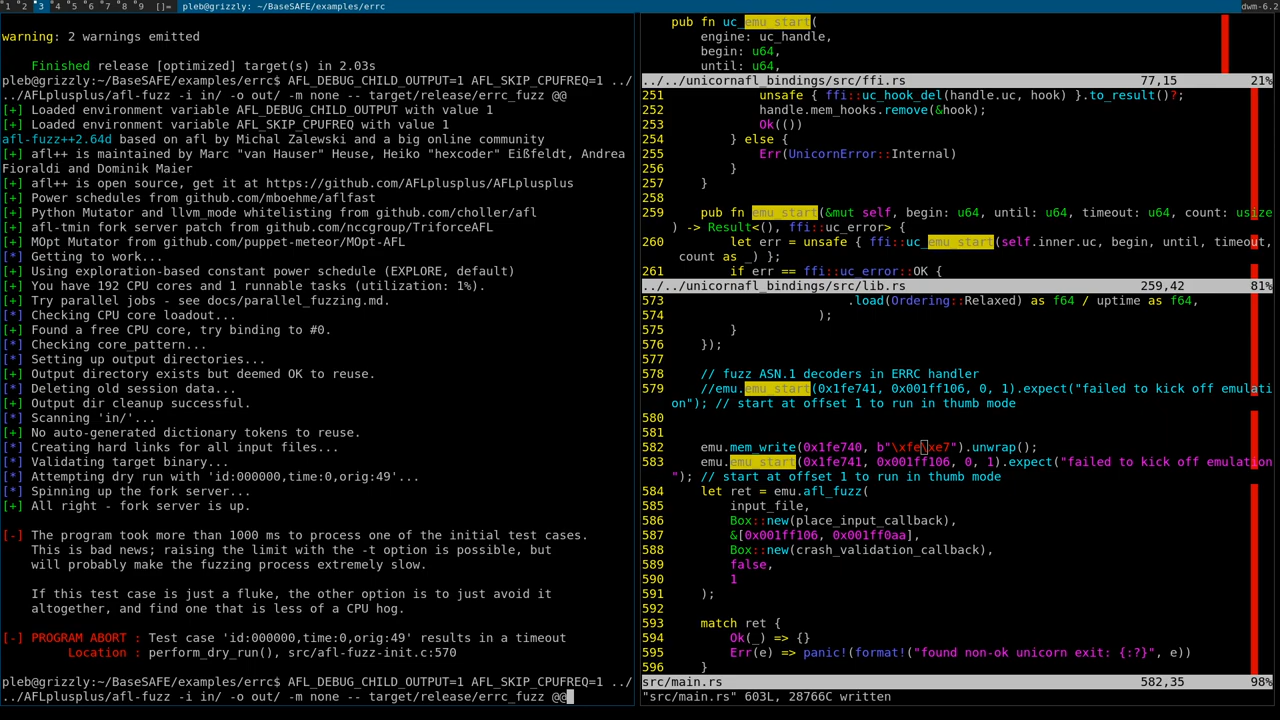 1 2 3 4 5 6 7 8 9 []= pleb@grizzly: ~/BaseSAFE/examples/errc dwm-6.2
warning: 2 warnings emitted
Finished release [optimized] target(s) in 2.03s
pleb@grizzly:~/BaseSAFE/examples/errc$ AFL_DEBUG_CHILD_OUTPUT=1 AFL_SKIP_CPUFREQ=1 ../
../AFLplusplus/afl-fuzz -i in/ -o out/ -m none -- target/release/errc_fuzz @@
[+] Loaded environment variable AFL_DEBUG_CHILD_OUTPUT with value 1
[+] Loaded environment variable AFL_SKIP_CPUFREQ with value 1
afl-fuzz++2.64d based on afl by Michal Zalewski and a big online community
[+] afl++ is maintained by Marc "van Hauser" Heuse, Heiko "hexcoder" Eißfeldt, Andrea
Fioraldi and Dominik Maier
[+] afl++ is open source, get it at https://github.com/AFLplusplus/AFLplusplus
[+] Power schedules from github.com/mboehme/aflfast
[+] Python Mutator and llvm_mode whitelisting from github.com/choller/afl
[+] afl-tmin fork server patch from github.com/nccgroup/TriforceAFL
[+] MOpt Mutator from github.com/puppet-meteor/MOpt-AFL
[*] Getting to work...
[+] Using exploration-based constant power schedule (EXPLORE, default)
[+] You have 192 CPU cores and 1 runnable tasks (utilization: 1%).
[+] Try parallel jobs - see docs/parallel_fuzzing.md.
[*] Checking CPU core loadout...
[+] Found a free CPU core, try binding to #0.
[*] Checking core_pattern...
[*] Setting up output directories...
[+] Output directory exists but deemed OK to reuse.
[*] Deleting old session data...
[+] Output dir cleanup successful.
[*] Scanning 'in/'...
[+] No auto-generated dictionary tokens to reuse.
[*] Creating hard links for all input files...
[*] Validating target binary...
[*] Attempting dry run with 'id:000000,time:0,orig:49'...
[*] Spinning up the fork server...
[+] All right - fork server is up.
[-] The program took more than 1000 ms to process one of the initial test cases.
This is bad news; raising the limit with the -t option is possible, but
will probably make the fuzzing process extremely slow.
If this test case is just a fluke, the other option is to just avoid it
altogether, and find one that is less of a CPU hog.
[-] PROGRAM ABORT : Test case 'id:000000,time:0,orig:49' results in a timeout
Location : perform_dry_run(), src/afl-fuzz-init.c:570
pleb@grizzly:~/BaseSAFE/examples/errc$ AFL_DEBUG_CHILD_OUTPUT=1 AFL_SKIP_CPUFREQ=1 ../
../AFLplusplus/afl-fuzz -i in/ -o out/ -m none -- target/release/errc_fuzz @@
pub fn uc_emu_start(
engine: uc_handle,
begin: u64,
until: u64,
../../unicornafl_bindings/src/ffi.rs 77,15 21%
251 unsafe { ffi::uc_hook_del(handle.uc, hook) }.to_result()?;
252 handle.mem_hooks.remove(&hook);
253 Ok(())
254 } else {
255 Err(UnicornError::Internal)
256 }
257 }
258
259 pub fn emu_start(&mut self, begin: u64, until: u64, timeout: u64, count: usize
) -> Result<(), ffi::uc_error> {
260 let err = unsafe { ffi::uc_emu_start(self.inner.uc, begin, until, timeout,
count as _) };
261 if err == ffi::uc_error::OK {
../../unicornafl_bindings/src/lib.rs 259,42 81%
573 .load(Ordering::Relaxed) as f64 / uptime as f64,
574 );
575 }
576 });
577
578 // fuzz ASN.1 decoders in ERRC handler
579 //emu.emu_start(0x1fe741, 0x001ff106, 0, 1).expect("failed to kick off emulati
on"); // start at offset 1 to run in thumb mode
580
581
582 emu.mem_write(0x1fe740, b"\xfe\xe7").unwrap();
583 emu.emu_start(0x1fe741, 0x001ff106, 0, 1).expect("failed to kick off emulation
"); // start at offset 1 to run in thumb mode
584 let ret = emu.afl_fuzz(
585 input_file,
586 Box::new(place_input_callback),
587 &[0x001ff106, 0x001ff0aa],
588 Box::new(crash_validation_callback),
589 false,
590 1
591 );
592
593 match ret {
594 Ok(_) => {}
595 Err(e) => panic!(format!("found non-ok unicorn exit: {:?}", e))
596 }
src/main.rs 582,35 98%
"src/main.rs" 603L, 28766C written